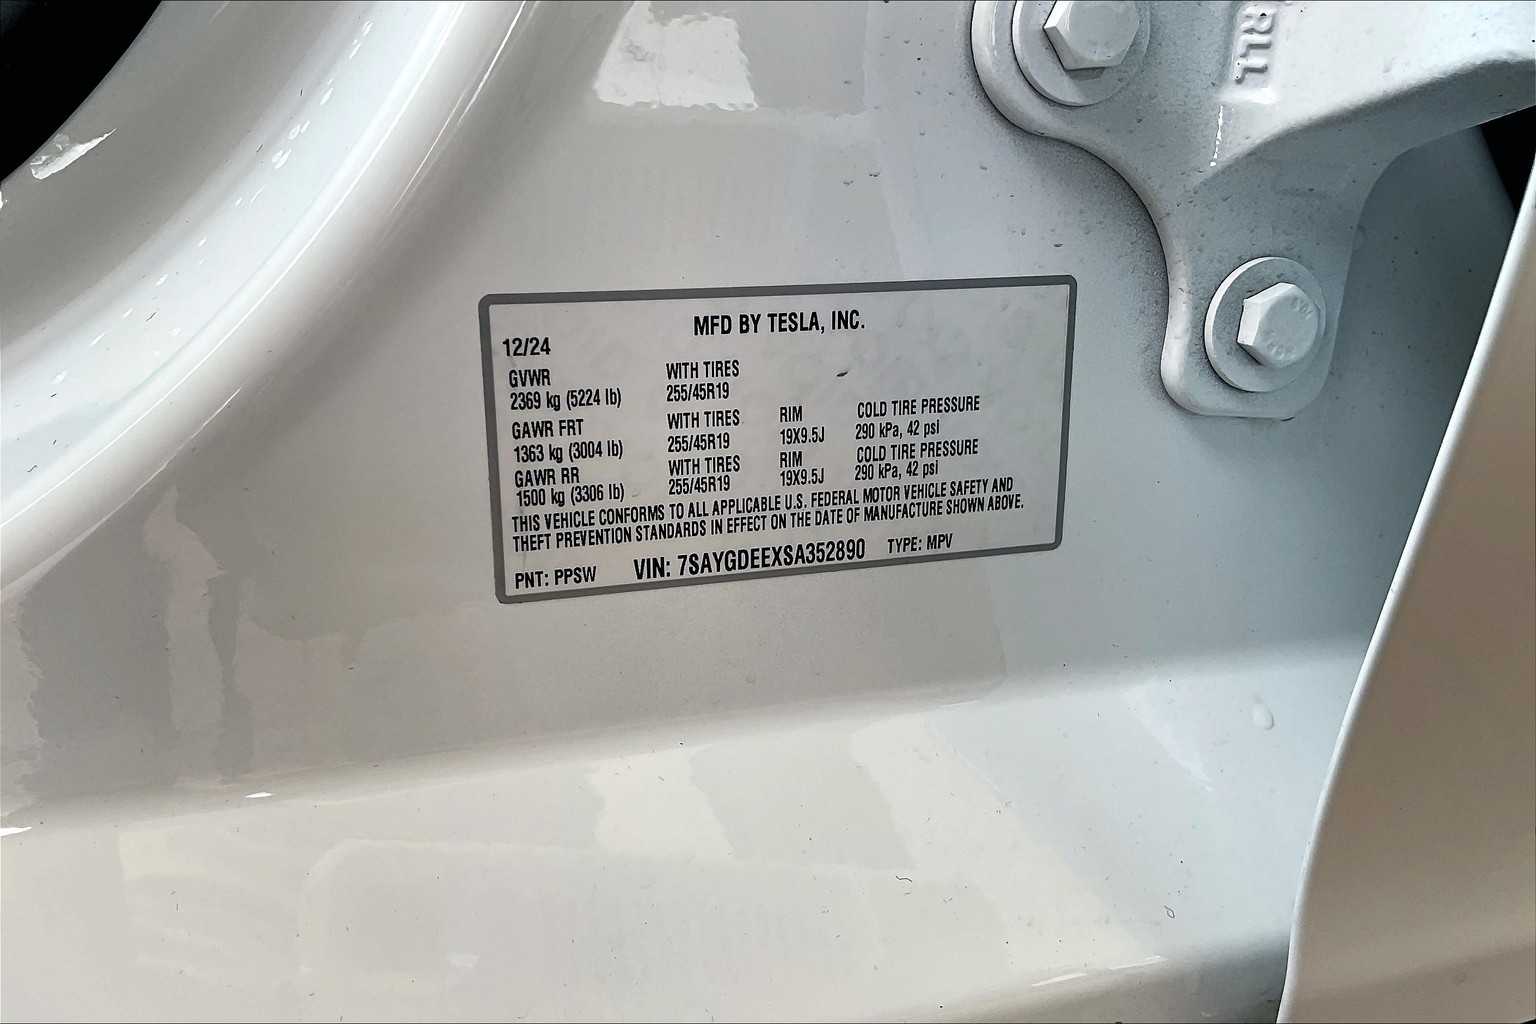 RLL
MFD BY TESLA, INC.
12/24
GVWR WITH TIRES
2369 kg (5224 lb) 255/45R19
GAWR FRT WITH TIRES RIM COLD TIRE PRESSURE
1363 kg (3004 lb) 255/45R19 19X9.5J 290 kPa, 42 psi
GAWR RR WITH TIRES RIM COLD TIRE PRESSURE
1500 kg (3306 lb) 255/45R19 19X9.5J 290 kPa, 42 psi
THIS VEHICLE CONFORMS TO ALL APPLICABLE U.S. FEDERAL MOTOR VEHICLE SAFETY AND
THEFT PREVENTION STANDARDS IN EFFECT ON THE DATE OF MANUFACTURE SHOWN ABOVE.
PNT: PPSW VIN: 7SAYGDEEXSA352890 TYPE: MPV